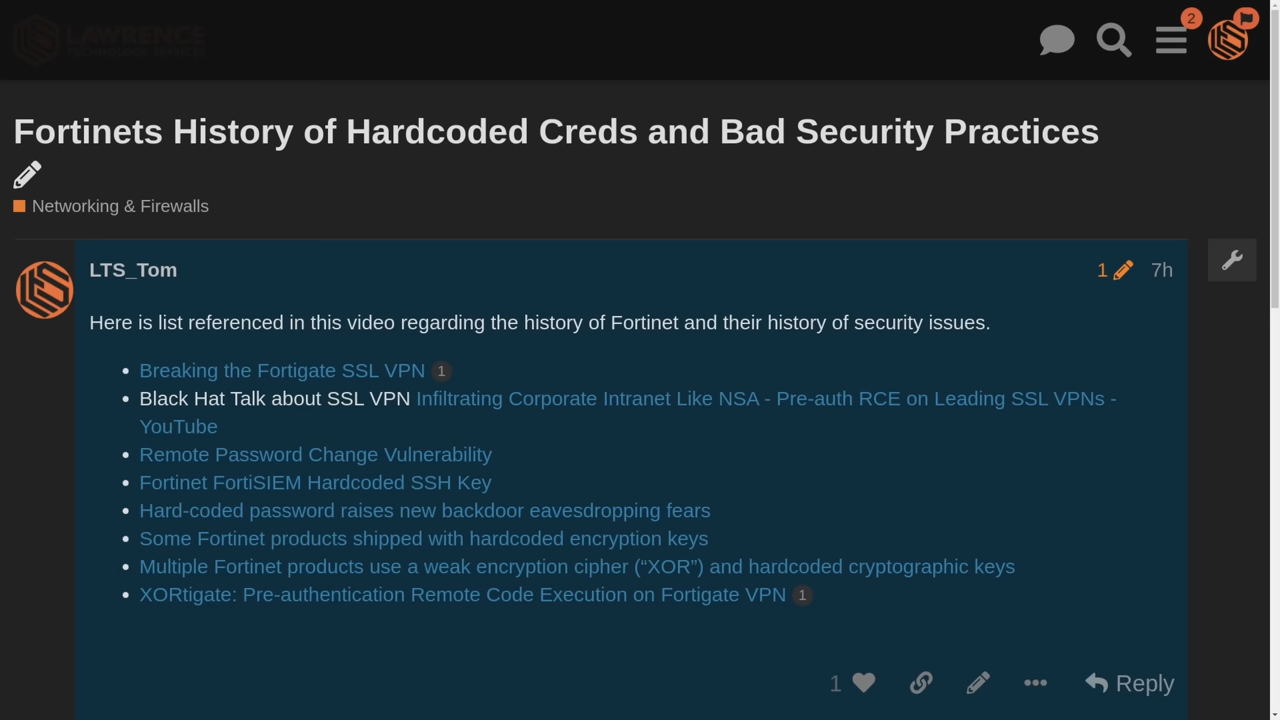 LAWRENCE
TECHNOLOGY SERVICES
2
Fortinets History of Hardcoded Creds and Bad Security Practices
Networking & Firewalls
LTS_Tom
1
7h
Here is list referenced in this video regarding the history of Fortinet and their history of security issues.
• Breaking the Fortigate SSL VPN 1
• Black Hat Talk about SSL VPN Infiltrating Corporate Intranet Like NSA - Pre-auth RCE on Leading SSL VPNs -
YouTube
• Remote Password Change Vulnerability
• Fortinet FortiSIEM Hardcoded SSH Key
• Hard-coded password raises new backdoor eavesdropping fears
• Some Fortinet products shipped with hardcoded encryption keys
• Multiple Fortinet products use a weak encryption cipher (“XOR”) and hardcoded cryptographic keys
• XORtigate: Pre-authentication Remote Code Execution on Fortigate VPN 1
1
Reply